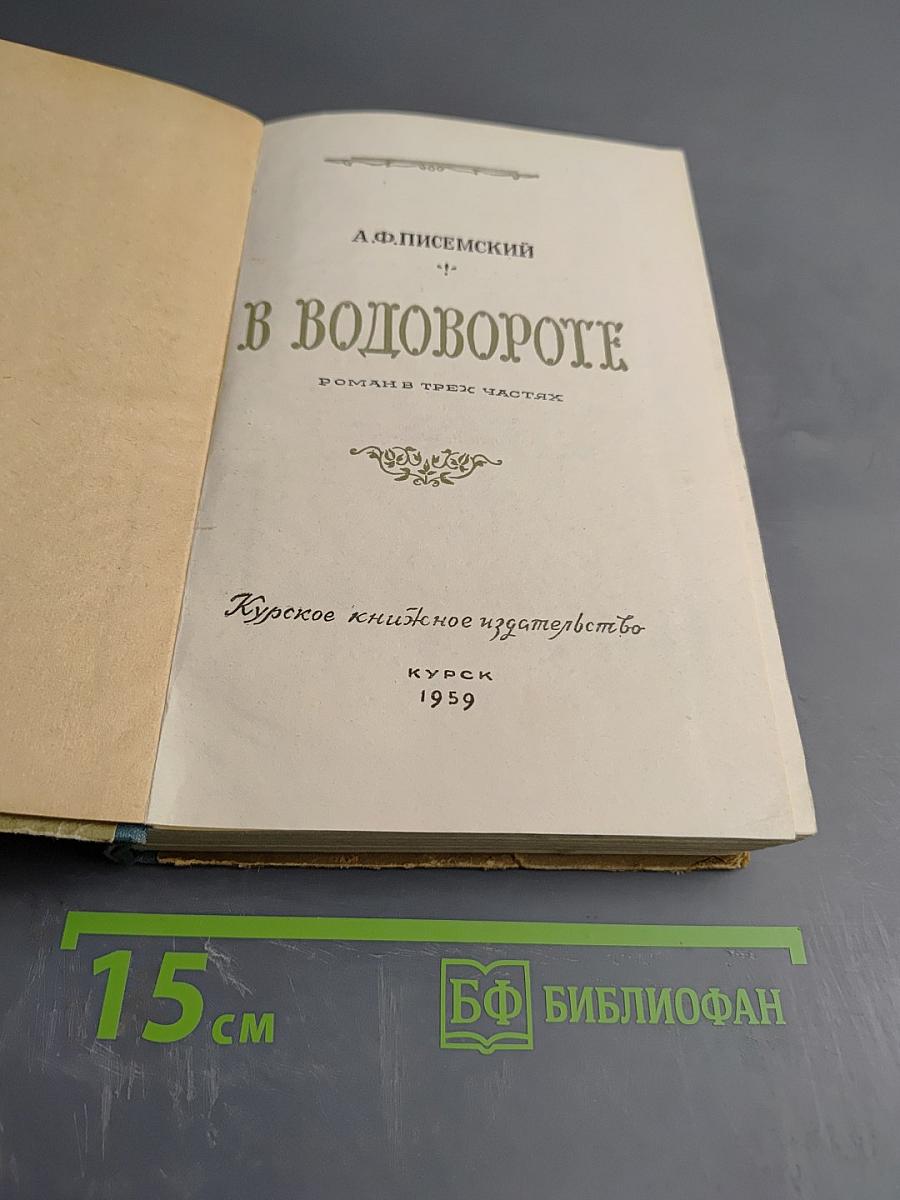 А.Ф.ПИСЕМСКИЙ
В ВОДОВОРОТЕ
РОМАН В ТРЕХ ЧАСТЯХ
Курское книжное издательство
КУРСК
1959
15 см
БФ БИБЛИОФАН